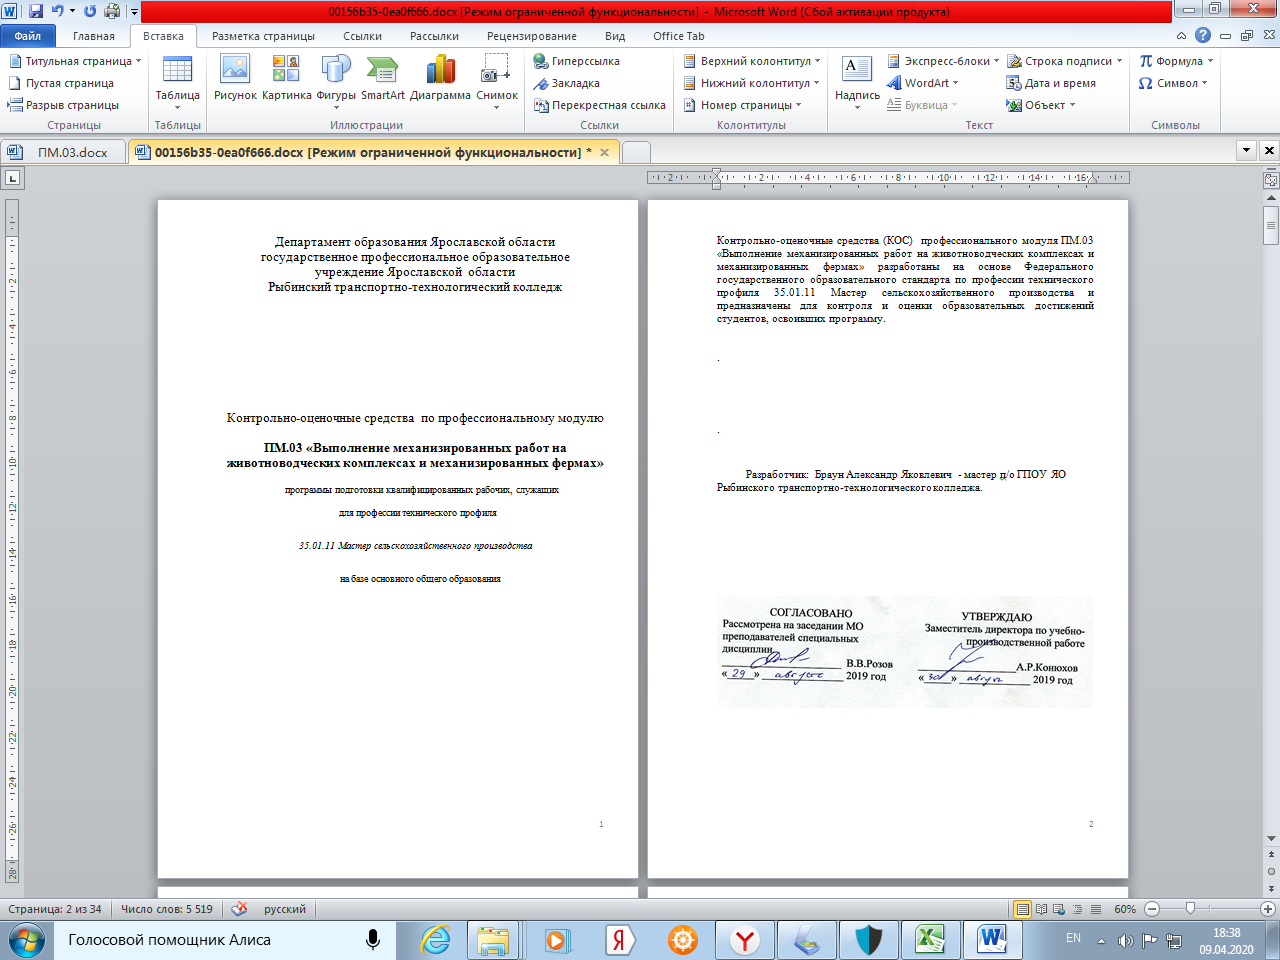 00156b35-0ea0f666.docx [Режим ограниченной функциональности] - Microsoft Word (Сбой активации продукта)
Файл Главная Вставка Разметка страницы Ссылки Рассылки Рецензирование Вид Office Tab
Титульная страница
Пустая страница
Разрыв страницы
Страницы
Таблица
Таблицы
Рисунок Картинка Фигуры SmartArt Диаграмма Снимок
Иллюстрации
Гиперссылка
Закладка
Перекрестная ссылка
Ссылки
Верхний колонтитул
Нижний колонтитул
Номер страницы
Колонтитулы
Надпись
Экспресс-блоки
WordArt
Буквица
Строка подписи
Дата и время
Объект
Текст
Формула
Символ
Символы
ПМ.03.docx
00156b35-0ea0f666.docx [Режим ограниченной функциональности] *
Департамент образования Ярославской области
государственное профессиональное образовательное
учреждение Ярославской области
Рыбинский транспортно-технологический колледж
Контрольно-оценочные средства по профессиональному модулю
ПМ.03 «Выполнение механизированных работ на
животноводческих комплексах и механизированных фермах»
программы подготовки квалифицированных рабочих, служащих
для профессии технического профиля
35.01.11 Мастер сельскохозяйственного производства
на базе основного общего образования
1
Контрольно-оценочные средства (КОС) профессионального модуля ПМ.03
«Выполнение механизированных работ на животноводческих комплексах и
механизированных фермах» разработаны на основе Федерального
государственного образовательного стандарта по профессии технического
профиля 35.01.11 Мастер сельскохозяйственного производства и
предназначены для контроля и оценки образовательных достижений
студентов, освоивших программу.
.
.
Разработчик: Браун Александр Яковлевич - мастер п/о ГПОУ ЯО
Рыбинского транспортно-технологического колледжа.
СОГЛАСОВАНО
Рассмотрена на заседании МО
преподавателей специальных
дисциплин
В.В.Розов
« 29 » август 2019 год
УТВЕРЖДАЮ
Заместитель директора по учебно-
производственной работе
А.Р.Конюхов
« 30 » август 2019 год
2
Страница: 2 из 34 Число слов: 5 519 русский 60%
Голосовой помощник Алиса
EN
18:38
09.04.2020